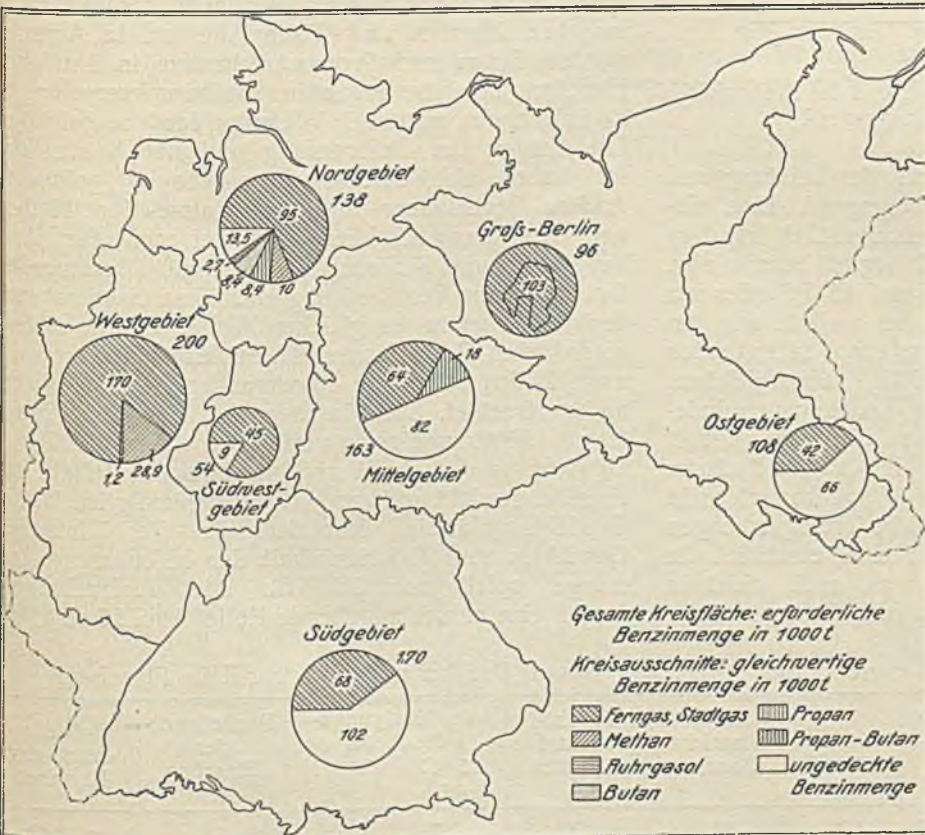 Nordgebiet
138
95
13,5
2,7
8,4
8,4
10
Groß-Berlin
96
103
Westgebiet
200
170
1,2
28,9
45
9
54
Südwest-
gebiet
64
18
82
163
Mittelgebiet
Ostgebiet
108
42
66
Südgebiet
170
68
102
Gesamte Kreisfläche: erforderliche
Benzinmenge in 1000t
Kreisausschnitte: gleichwertige
Benzinmenge in 1000t
Ferngas, Stadtgas
Propan
Methan
Propan-Butan
Ruhrgasol
ungedeckte
Benzinmenge
Butan